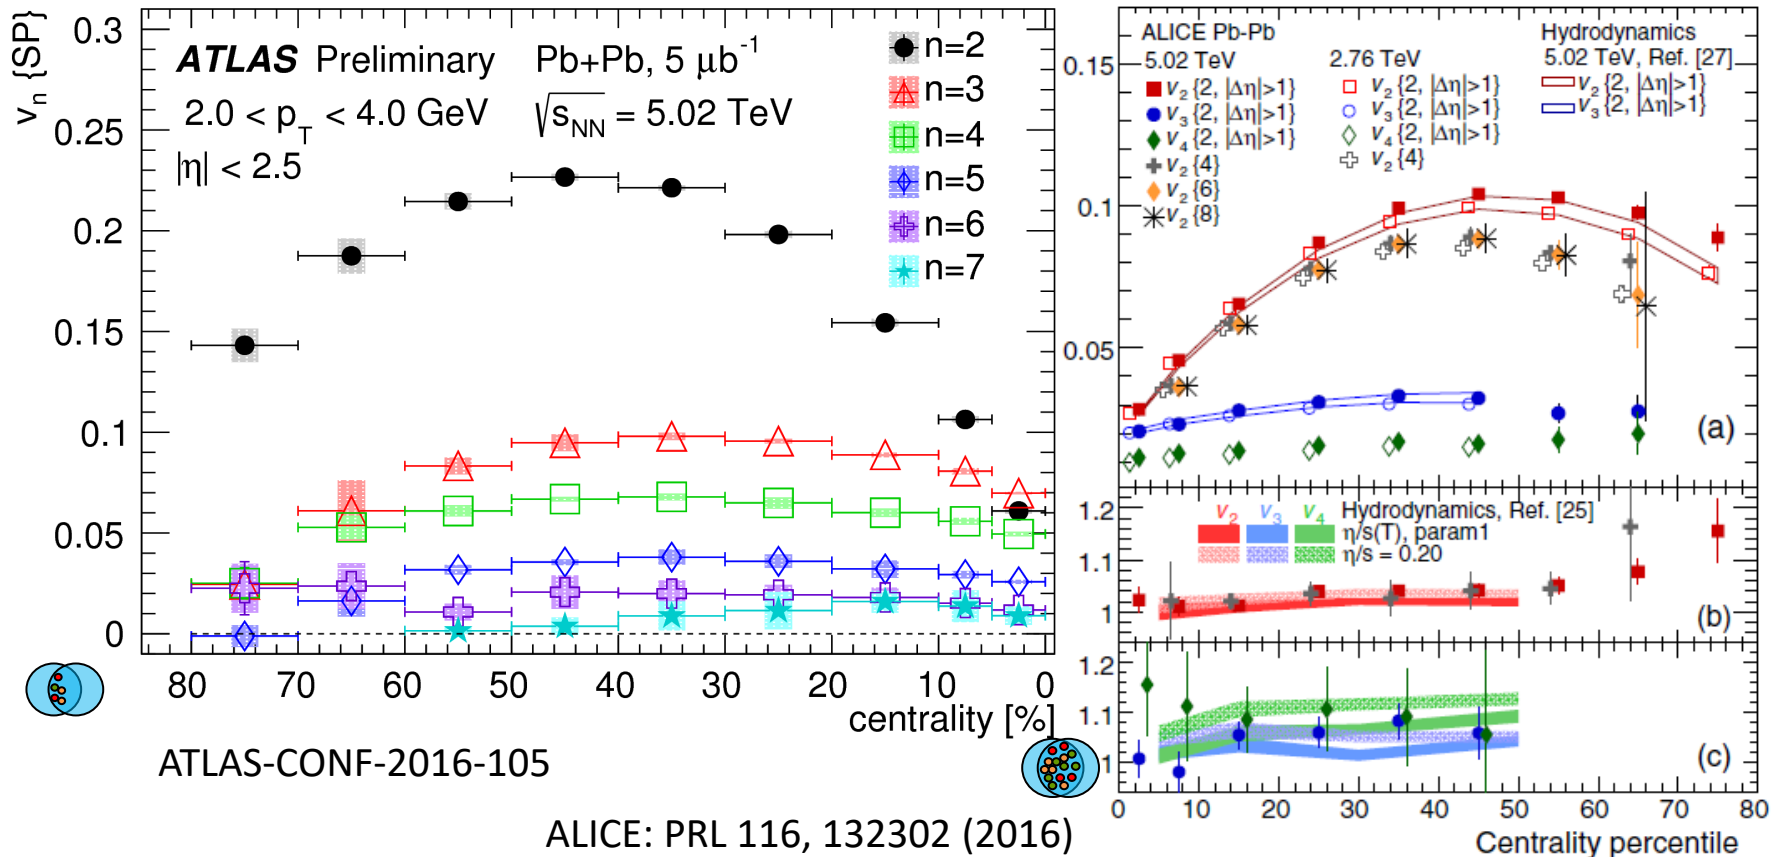 v_n {SP}
0.3
0.25
0.2
0.15
0.1
0.05
0
ATLAS Preliminary Pb+Pb, 5 μb⁻¹
2.0 < p_T < 4.0 GeV √s_NN = 5.02 TeV
|η| < 2.5
n=2
n=3
n=4
n=5
n=6
n=7
80 70 60 50 40 30 20 10 0
centrality [%]
ATLAS-CONF-2016-105
ALICE: PRL 116, 132302 (2016)
ALICE Pb-Pb
5.02 TeV
v₂{2, |Δη|>1}
v₃{2, |Δη|>1}
v₄{2, |Δη|>1}
v₂{4}
v₂{6}
v₂{8}
2.76 TeV
v₂{2, |Δη|>1}
v₃{2, |Δη|>1}
v₄{2, |Δη|>1}
v₂{4}
Hydrodynamics
5.02 TeV, Ref. [27]
v₂{2, |Δη|>1}
v₃{2, |Δη|>1}
0.15
0.1
0.05
(a)
v₂ v₃ v₄ Hydrodynamics, Ref. [25]
η/s(T), param1
η/s = 0.20
1.2
1.1
1
(b)
1.2
1.1
1
(c)
0 10 20 30 40 50 60 70 80
Centrality percentile